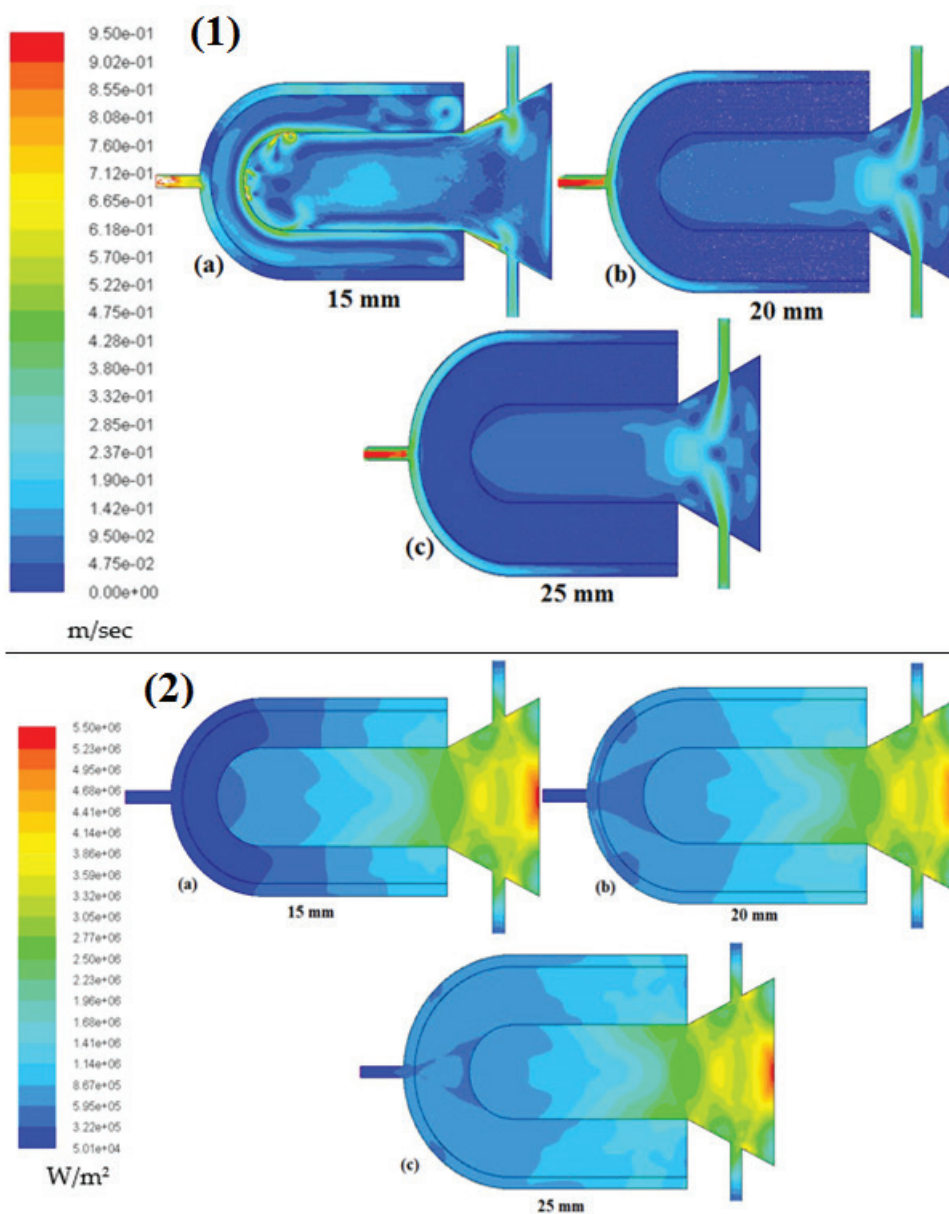 (1)
9.50e-01
9.02e-01
8.55e-01
8.08e-01
7.60e-01
7.12e-01
6.65e-01
6.18e-01
5.70e-01
5.22e-01
4.75e-01
4.28e-01
3.80e-01
3.32e-01
2.85e-01
2.37e-01
1.90e-01
1.42e-01
9.50e-02
4.75e-02
0.00e+00
m/sec
(a)
15 mm
(b)
20 mm
(c)
25 mm
(2)
5.50e+06
5.23e+06
4.95e+06
4.68e+06
4.41e+06
4.14e+06
3.86e+06
3.59e+06
3.32e+06
3.05e+06
2.77e+06
2.50e+06
2.23e+06
1.96e+06
1.68e+06
1.41e+06
1.14e+06
8.67e+05
5.95e+05
3.22e+05
5.01e+04
W/m²
(a)
15 mm
(b)
20 mm
(c)
25 mm